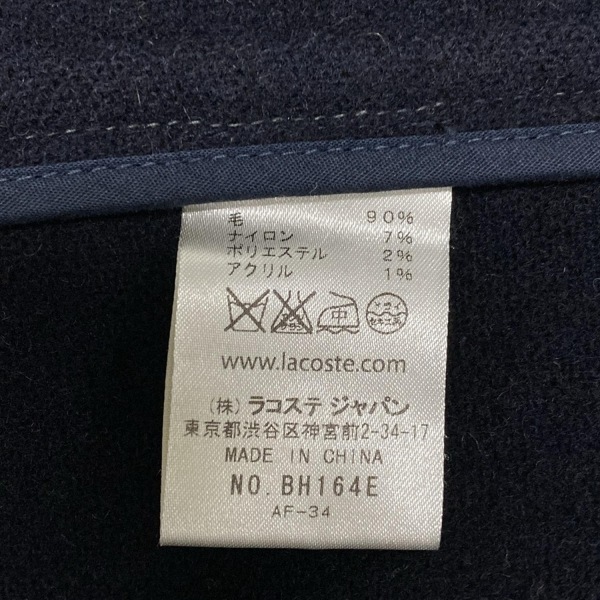 毛 90%
ナイロン 7%
ポリエステル 2%
アクリル 1%
中
www.lacoste.com
(株) ラコステ ジャパン
東京都渋谷区神宮前2-34-17
MADE IN CHINA
NO. BH164E
AF-34